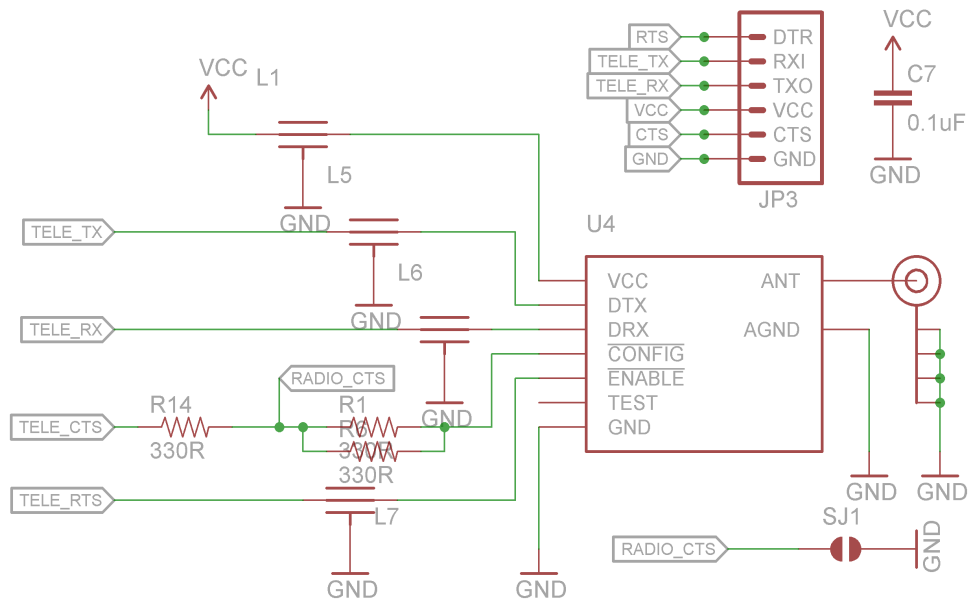 VCC
L1
L5
GND
TELE_TX
L6
GND
TELE_RX
RADIO_CTS
GND
R14
R1
R6
TELE_CTS
330R
330R
330R
TELE_RTS
L7
GND
RTS
TELE_TX
TELE_RX
VCC
CTS
GND
DTR
RXI
TXO
VCC
CTS
GND
JP3
VCC
C7
0.1uF
GND
U4
VCC
DTX
DRX
CONFIG
ENABLE
TEST
GND
ANT
AGND
GND
GND
GND
SJ1
RADIO_CTS
GND